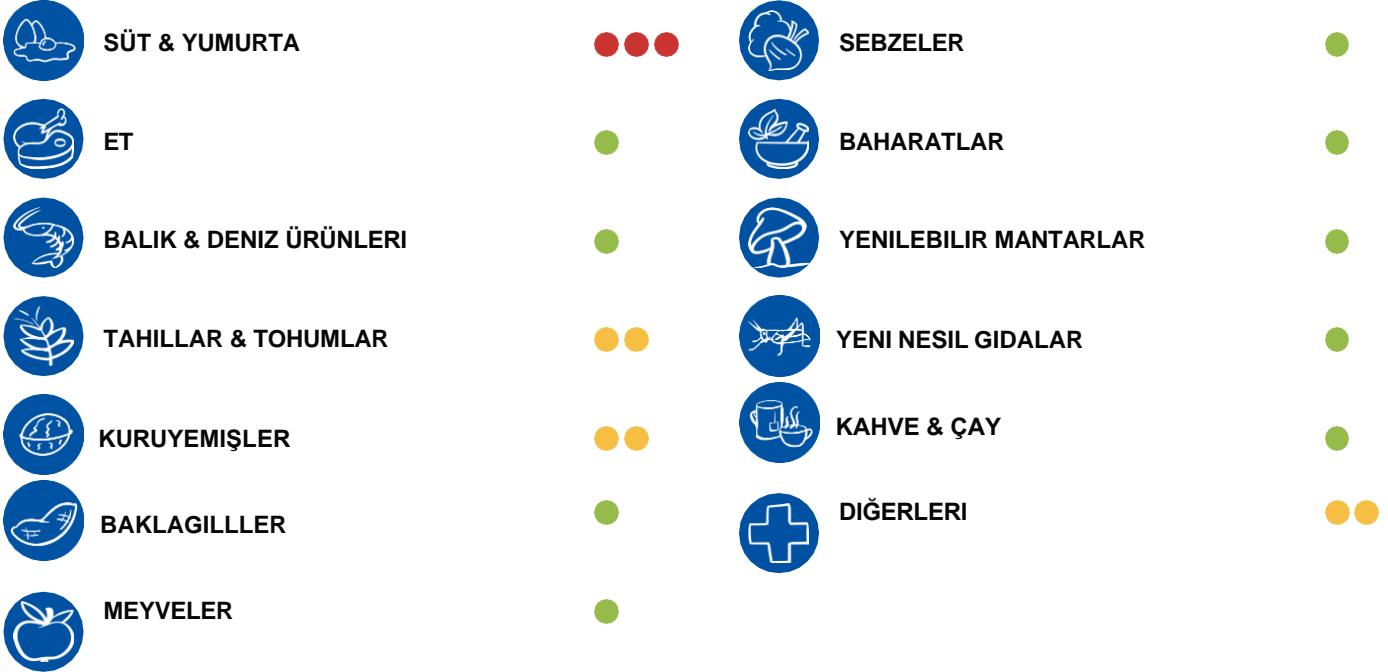 SÜT & YUMURTA
ET
BALIK & DENIZ ÜRÜNLERI
TAHILLAR & TOHUMLAR
KURUYEMIŞLER
BAKLAGILLLER
MEYVELER
SEBZELER
BAHARATLAR
YENILEBILIR MANTARLAR
YENI NESIL GIDALAR
KAHVE & ÇAY
DIĞERLERI